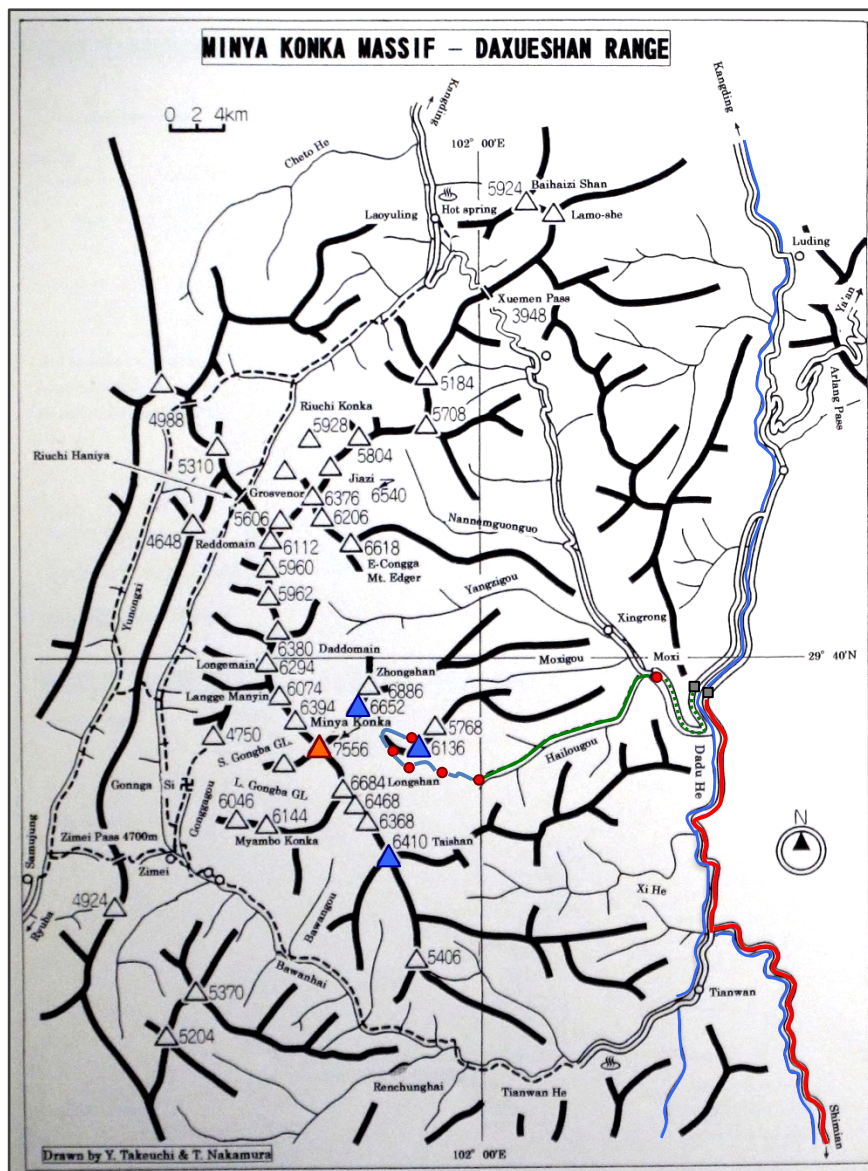 MINYA KONKA MASSIF – DAXUESHAN RANGE
0 2 4km
Kangding
Kangding
102° 00'E
Cheto He
5924
Baihaizi Shan
Hot spring
Laoyuling
Lamo-she
Luding
Ya'an
Xuemen Pass
3948
Arlang Pass
5184
4988
Riuchi Konka
5928
5708
5804
Riuchi Haniya
5310
Jiazi
6540
Grosvenor
6376
5606
6206
Nannemguonguo
4648
Reddomain
6112
6618
E-Congga
Mt. Edger
5960
Yangzigou
5962
Yunongxi
Xingrong
6380
Daddomain
29° 40'N
Longemain
6294
Zhongshan
Moxigou
Moxi
6074
6886
Langge Manyin
6652
6394
Minya Konka
5768
4750
7556
6136
S. Gongba GL.
Hailougou
Dadu He
Gonnga Si
L. Gongba GL
6684
Longshan
6468
6046
6144
6368
N
Gonggagou
Myambo Konka
6410
Taishan
Zimei Pass 4700m
Samujung
Zimei
Xi He
4924
Ryuba
Bawangou
5406
Bawanhai
5370
Tianwan
5204
Renchunghai
Tianwan He
Shimian
Drawn by Y. Takeuchi & T. Nakamura
102° 00'E